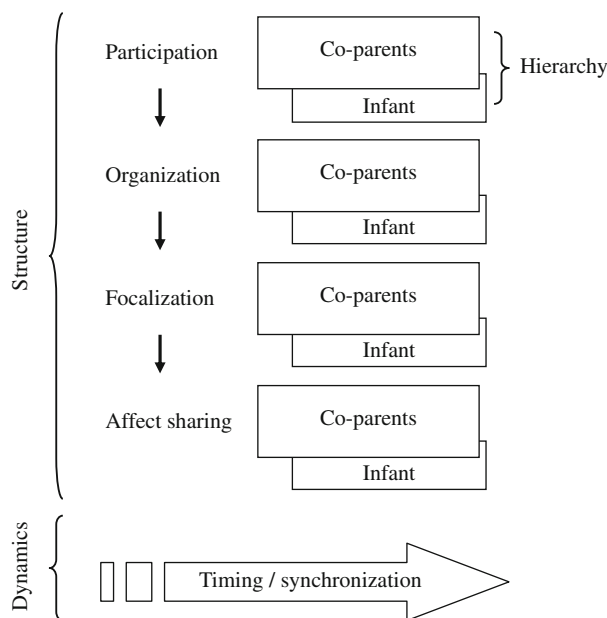 Participation
Co-parents
Infant
Hierarchy
Organization
Co-parents
Infant
Focalization
Co-parents
Infant
Affect sharing
Co-parents
Infant
Structure
Dynamics
Timing / synchronization